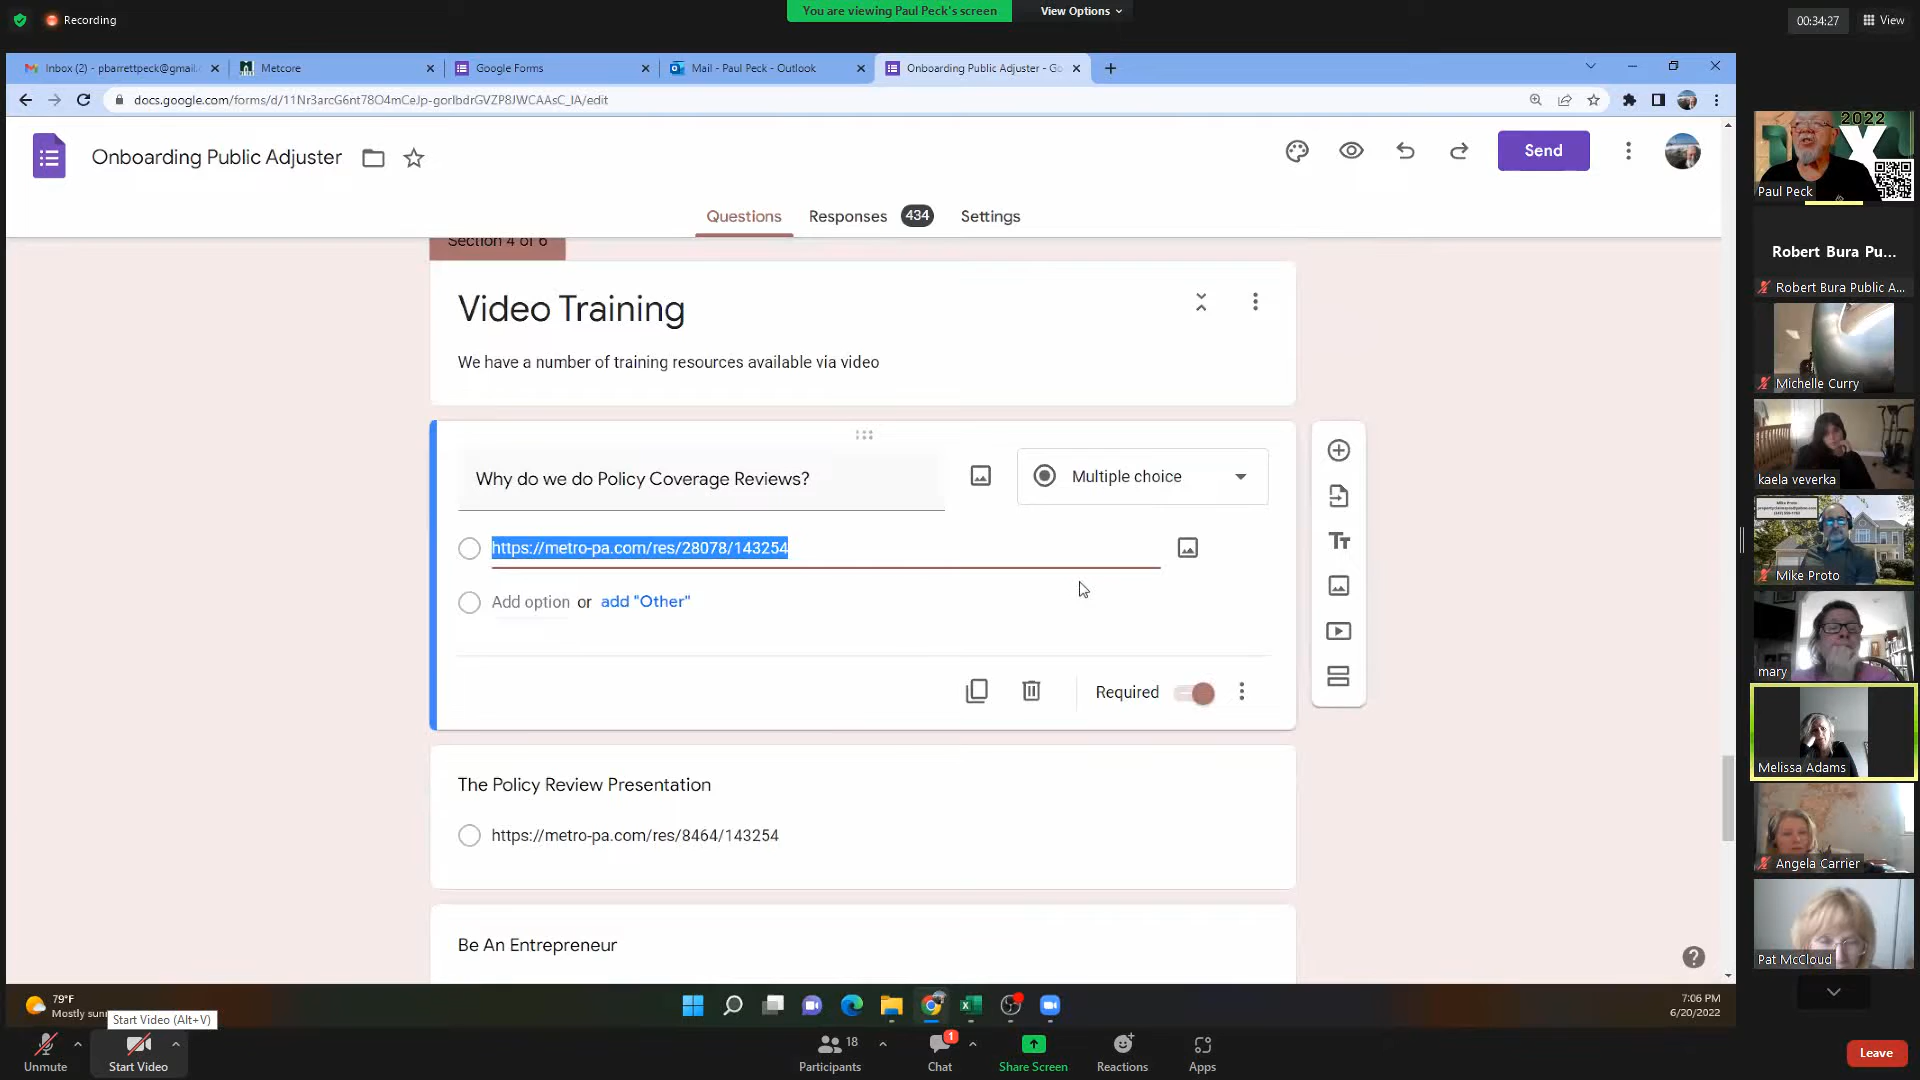 Recording
You are viewing Paul Peck's screen
View Options
00:34:27
View
Inbox (2) - pbarrettpeck@gmail.
Metcore
Google Forms
Mail - Paul Peck - Outlook
Onboarding Public Adjuster - Go
docs.google.com/forms/d/11Nr3arcG6nt78O4mCeJp-gorIbdrGVZP8JWCAAsC_IA/edit
Onboarding Public Adjuster
Send
Questions
Responses
434
Settings
Section 4 of 6
Video Training
We have a number of training resources available via video
Why do we do Policy Coverage Reviews?
Multiple choice
https://metro-pa.com/res/28078/143254
Add option or add "Other"
Required
The Policy Review Presentation
https://metro-pa.com/res/8464/143254
Be An Entrepreneur
2022
Paul Peck
Robert Bura Pu...
Robert Bura Public A...
Michelle Curry
kaela veverka
Mike Proto
Mike Proto
mary
Melissa Adams
Angela Carrier
Pat McCloud
79°F
Mostly sunn
Start Video (Alt+V)
7:06 PM
6/20/2022
Unmute
Start Video
18
Participants
1
Chat
Share Screen
Reactions
Apps
Leave